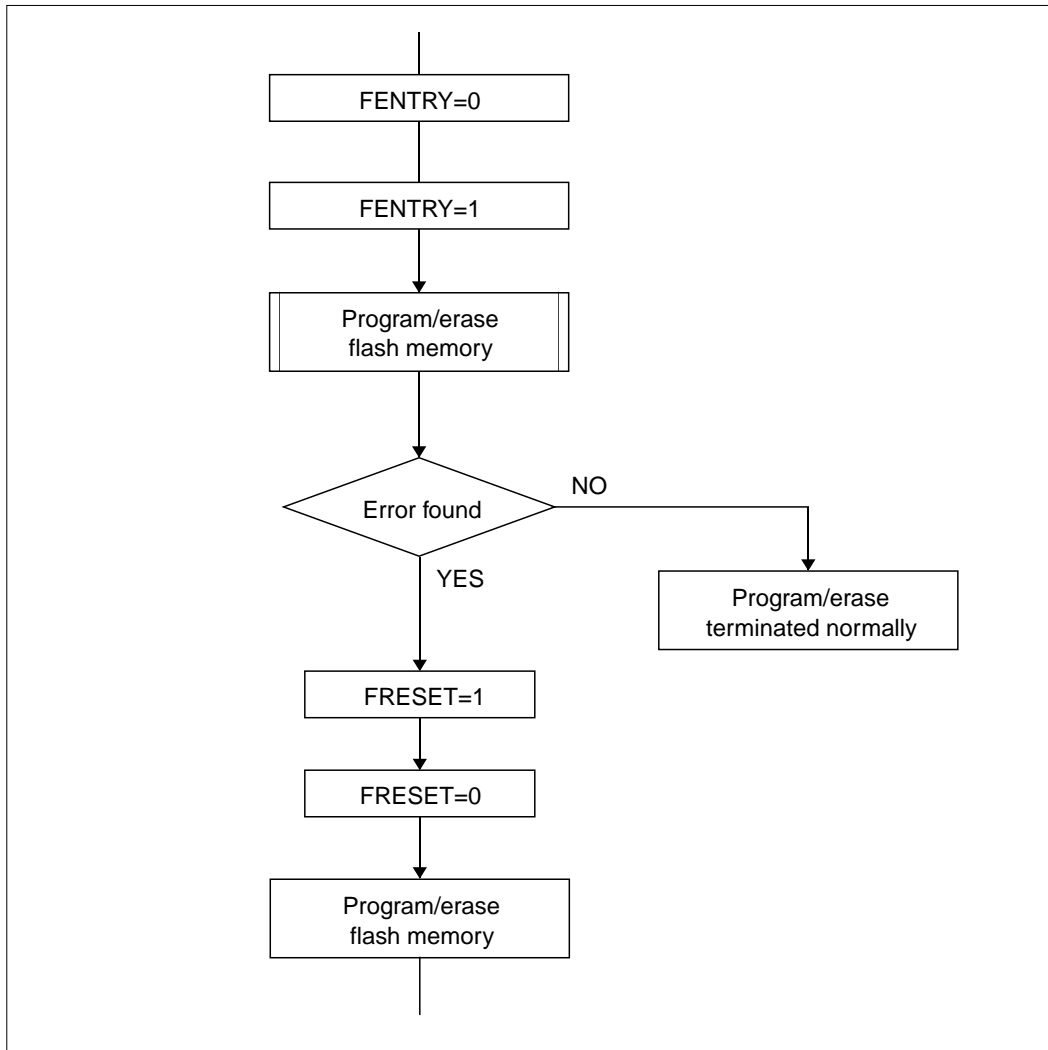 FENTRY=0
FENTRY=1
Program/erase
flash memory
Error found
NO
YES
Program/erase
terminated normally
FRESET=1
FRESET=0
Program/erase
flash memory